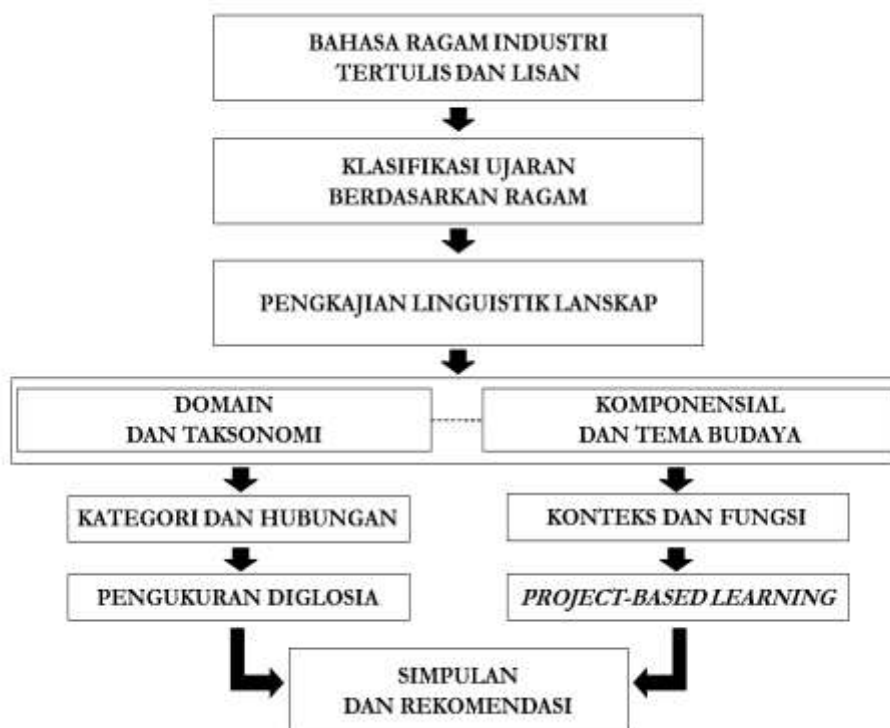 BAHASA RAGAM INDUSTRI
TERTULIS DAN LISAN
KLASIFIKASI UJARAN
BERDASARKAN RAGAM
PENGKAJIAN LINGUISTIK LANSKAP
DOMAIN
DAN TAKSONOMI
KOMPONENSIAL
DAN TEMA BUDAYA
KATEGORI DAN HUBUNGAN
KONTEKS DAN FUNGSI
PENGUKURAN DIGLOSIA
PROJECT-BASED LEARNING
SIMPULAN
DAN REKOMENDASI